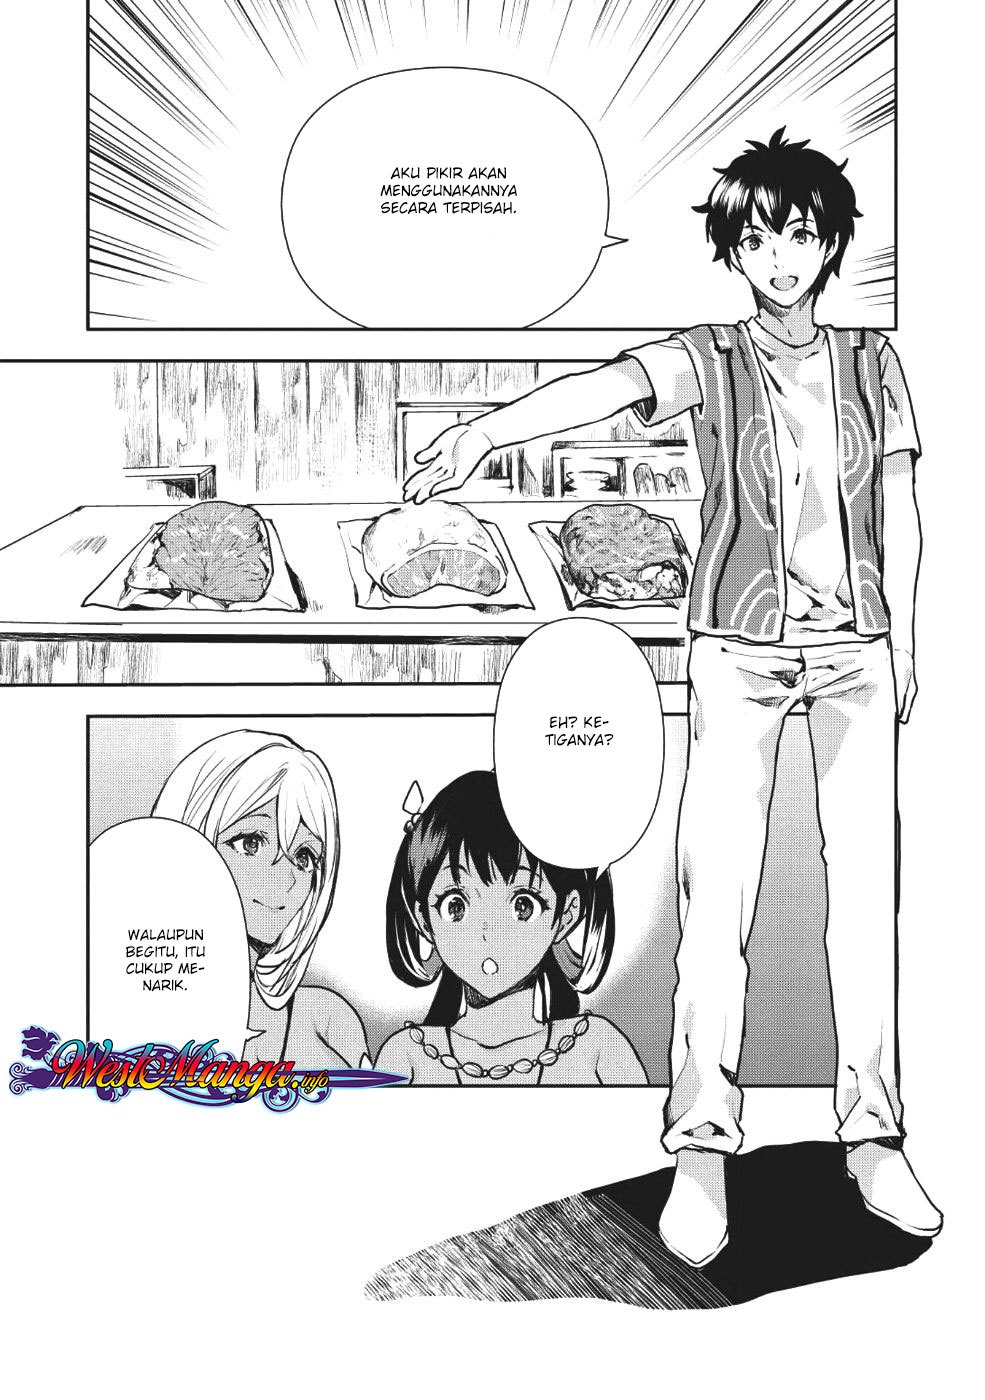 AKU PIKIR AKAN
MENGGUNAKANNYA
SECARA TERPISAH.
EH? KE-
TIGANYA?
WALAUPUN
BEGITU, ITU
CUKUP ME-
NARIK.
WestManga.info